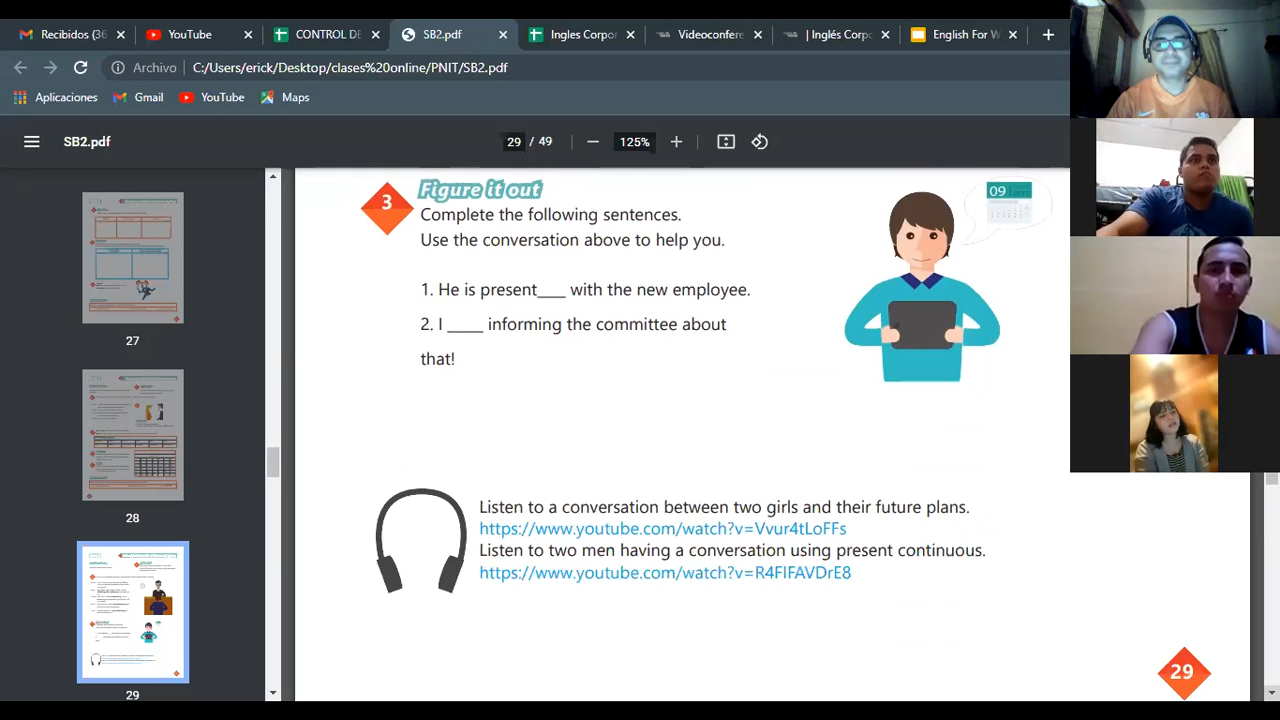 Recibidos (36
YouTube
CONTROL DE
SB2.pdf
Ingles Corpor
Videoconfere
| Inglés Corpo
English For W
Archivo
C:/Users/erick/Desktop/clases%20online/PNIT/SB2.pdf
Aplicaciones
Gmail
YouTube
Maps
SB2.pdf
29 / 49
125%
27
28
29
3
Figure it out
Complete the following sentences.
Use the conversation above to help you.
1. He is present___ with the new employee.
2. I ____ informing the committee about
that!
09
Listen to a conversation between two girls and their future plans.
https://www.youtube.com/watch?v=Vvur4tLoFFs
Listen to two men having a conversation using present continuous.
https://www.youtube.com/watch?v=R4FIFAVDrE8
29